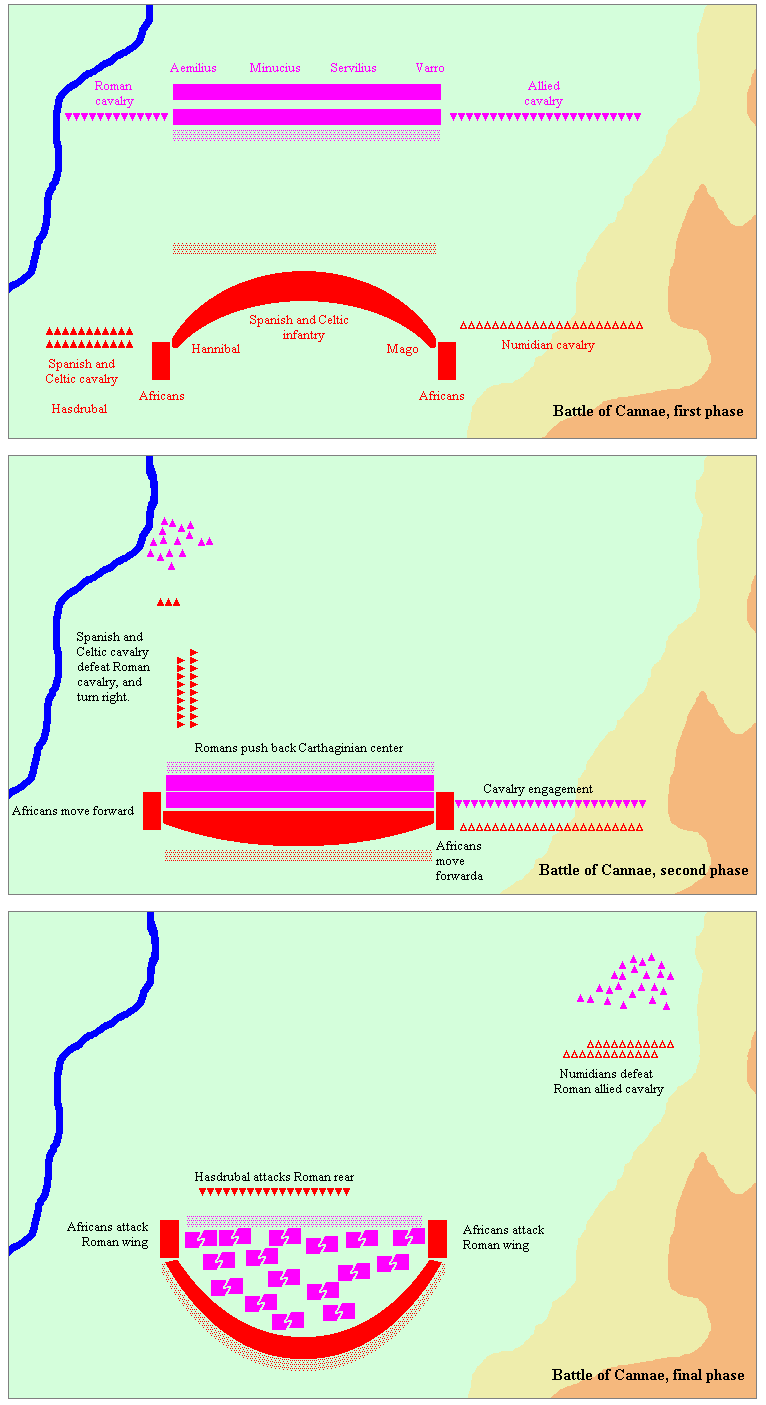 Aemilius Minucius Servilius Varro
Roman
cavalry
Allied
cavalry
Spanish and Celtic
infantry
Hannibal
Mago
Numidian cavalry
Spanish and
Celtic cavalry
Hasdrubal
Africans
Africans
Battle of Cannae, first phase
Spanish and
Celtic cavalry
defeat Roman
cavalry, and
turn right.
Romans push back Carthaginian center
Cavalry engagement
Africans move forward
Africans
move
forwarda
Battle of Cannae, second phase
Numidians defeat
Roman allied cavalry
Hasdrubal attacks Roman rear
Africans attack
Roman wing
Africans attack
Roman wing
Battle of Cannae, final phase